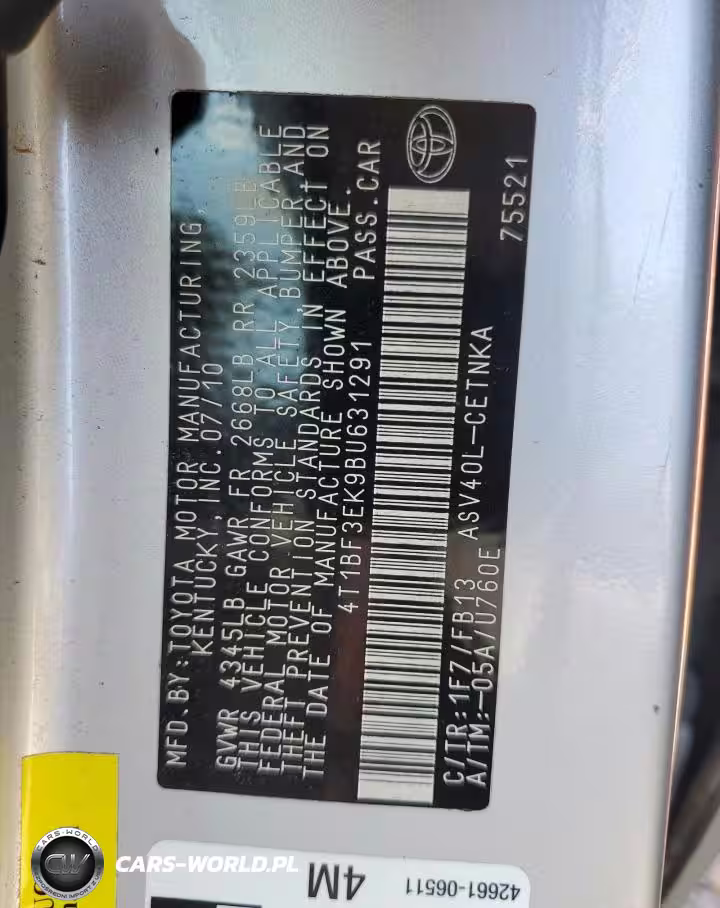 MFD. BY: TOYOTA MOTOR MANUFACTURING,
KENTUCKY, INC. 07/10
GVWR 4345LB GAWR FR 2668LB RR 2359LB
THIS VEHICLE CONFORMS TO ALL APPLICABLE
FEDERAL MOTOR VEHICLE SAFETY, BUMPER, AND
THEFT PREVENTION STANDARDS IN EFFECT ON
THE DATE OF MANUFACTURE SHOWN ABOVE.
4T1BF3EK9BU631291 PASS.CAR
C/TR:1F7/FB13 ASV40L-CETNKA
A/TM:-05A/U760E 75521
4M
42661-06511
CARS-WORLD
CW
CARS-WORLD.PL